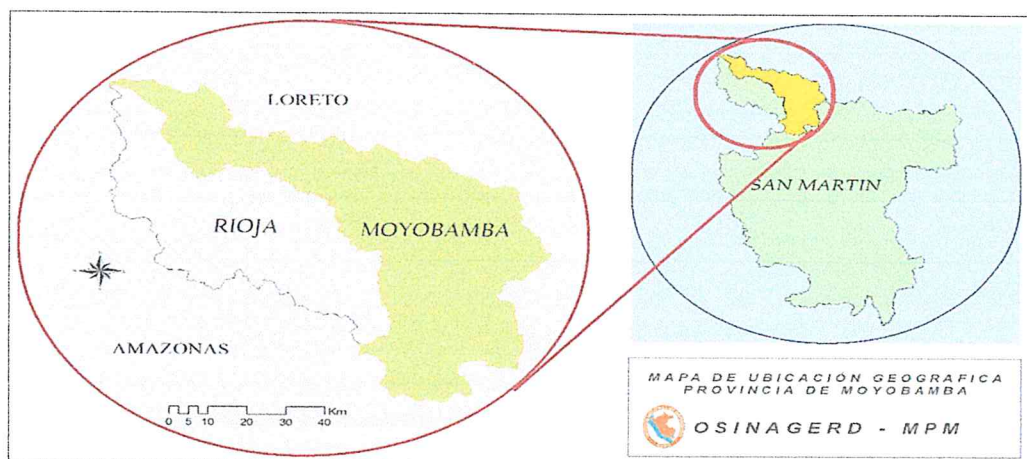 LORETO
RIOJA
MOYOBAMBA
AMAZONAS
Km
0 5 10 20 30 40
SAN MARTIN
MAPA DE UBICACIÓN GEOGRAFICA
PROVINCIA DE MOYOBAMBA
OSINAGERD - MPM